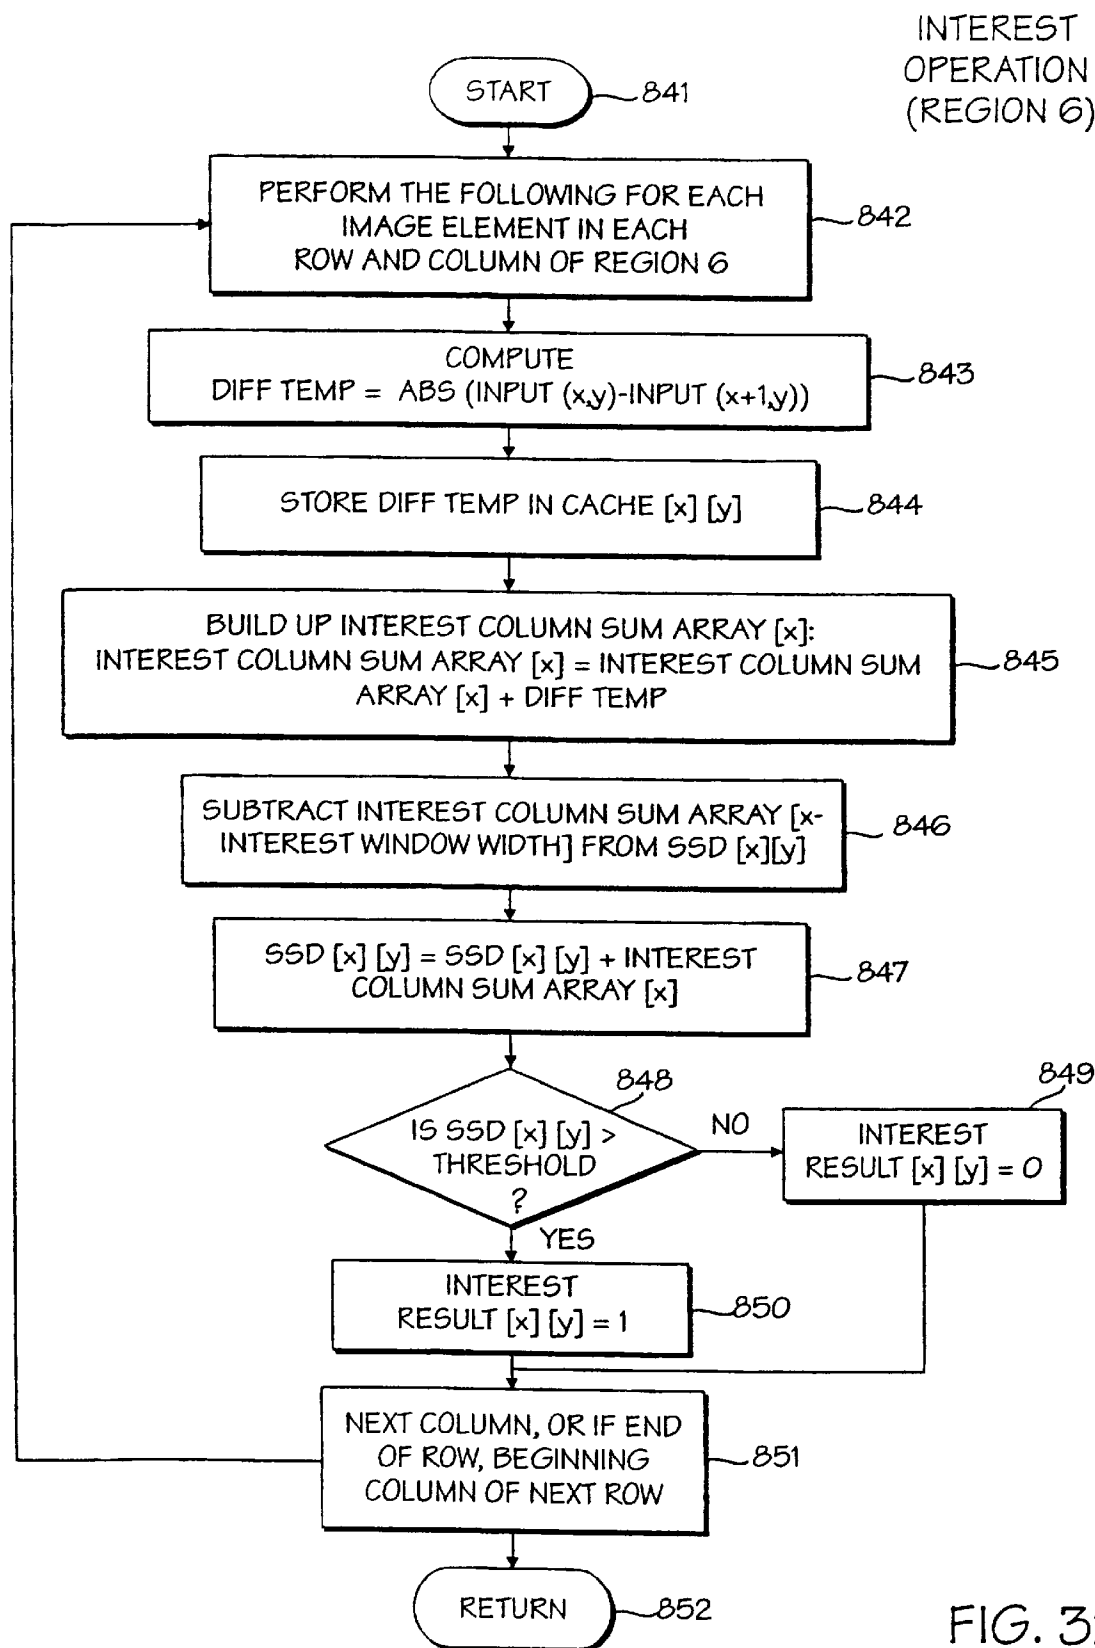 INTEREST
OPERATION
(REGION 6)
START
841
PERFORM THE FOLLOWING FOR EACH
IMAGE ELEMENT IN EACH
ROW AND COLUMN OF REGION 6
842
COMPUTE
DIFF TEMP = ABS (INPUT (x,y)-INPUT (x+1,y))
843
STORE DIFF TEMP IN CACHE [x] [y]
844
BUILD UP INTEREST COLUMN SUM ARRAY [x]:
INTEREST COLUMN SUM ARRAY [x] = INTEREST COLUMN SUM
ARRAY [x] + DIFF TEMP
845
SUBTRACT INTEREST COLUMN SUM ARRAY [x-
INTEREST WINDOW WIDTH] FROM SSD [x][y]
846
SSD [x] [y] = SSD [x] [y] + INTEREST
COLUMN SUM ARRAY [x]
847
848
IS SSD [x] [y] >
THRESHOLD
?
NO
849
INTEREST
RESULT [x] [y] = 0
YES
INTEREST
RESULT [x] [y] = 1
850
NEXT COLUMN, OR IF END
OF ROW, BEGINNING
COLUMN OF NEXT ROW
851
RETURN
852
FIG.